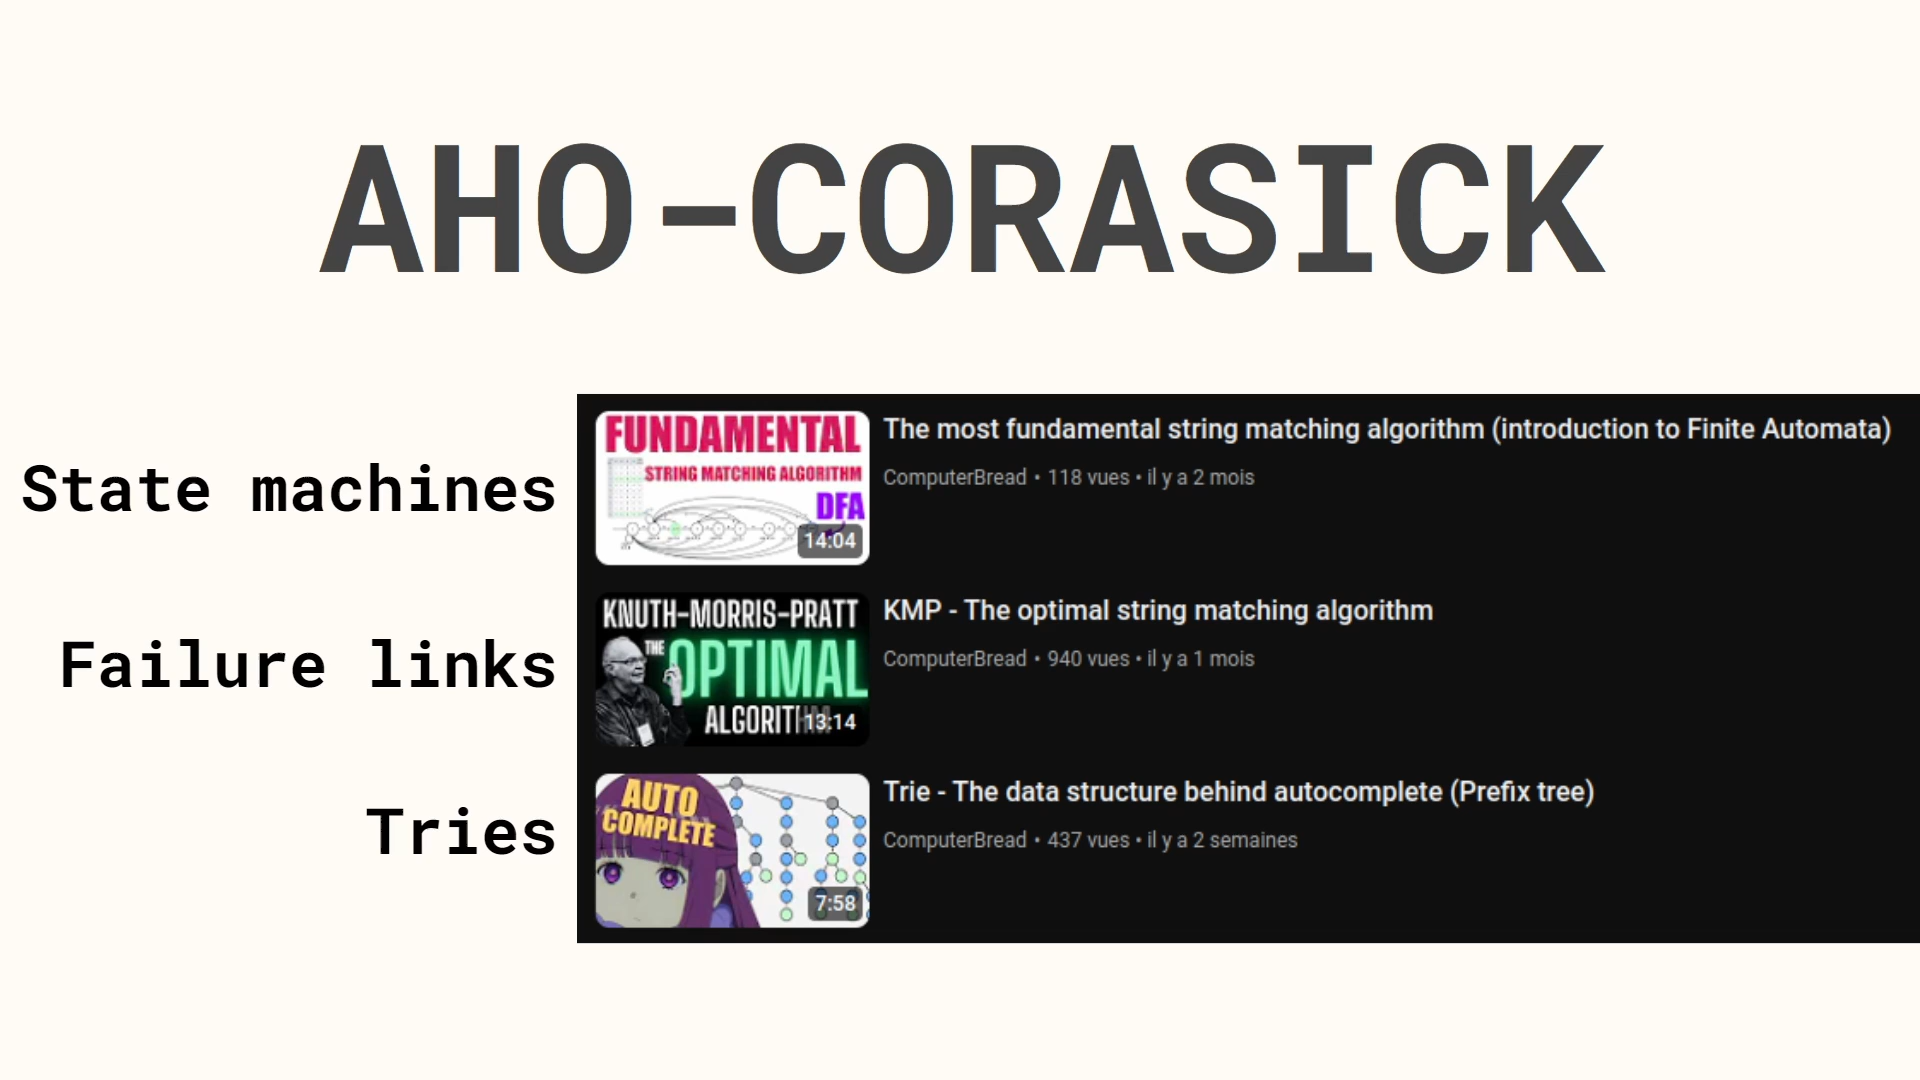 AHO-CORASICK
State machines
FUNDAMENTAL
STRING MATCHING ALGORITHM
DFA
14:04
The most fundamental string matching algorithm (introduction to Finite Automata)
ComputerBread • 118 vues • il y a 2 mois
Failure links
KNUTH-MORRIS-PRATT
THE OPTIMAL
ALGORITHM
13:14
KMP - The optimal string matching algorithm
ComputerBread • 940 vues • il y a 1 mois
Tries
AUTO
COMPLETE
7:58
Trie - The data structure behind autocomplete (Prefix tree)
ComputerBread • 437 vues • il y a 2 semaines